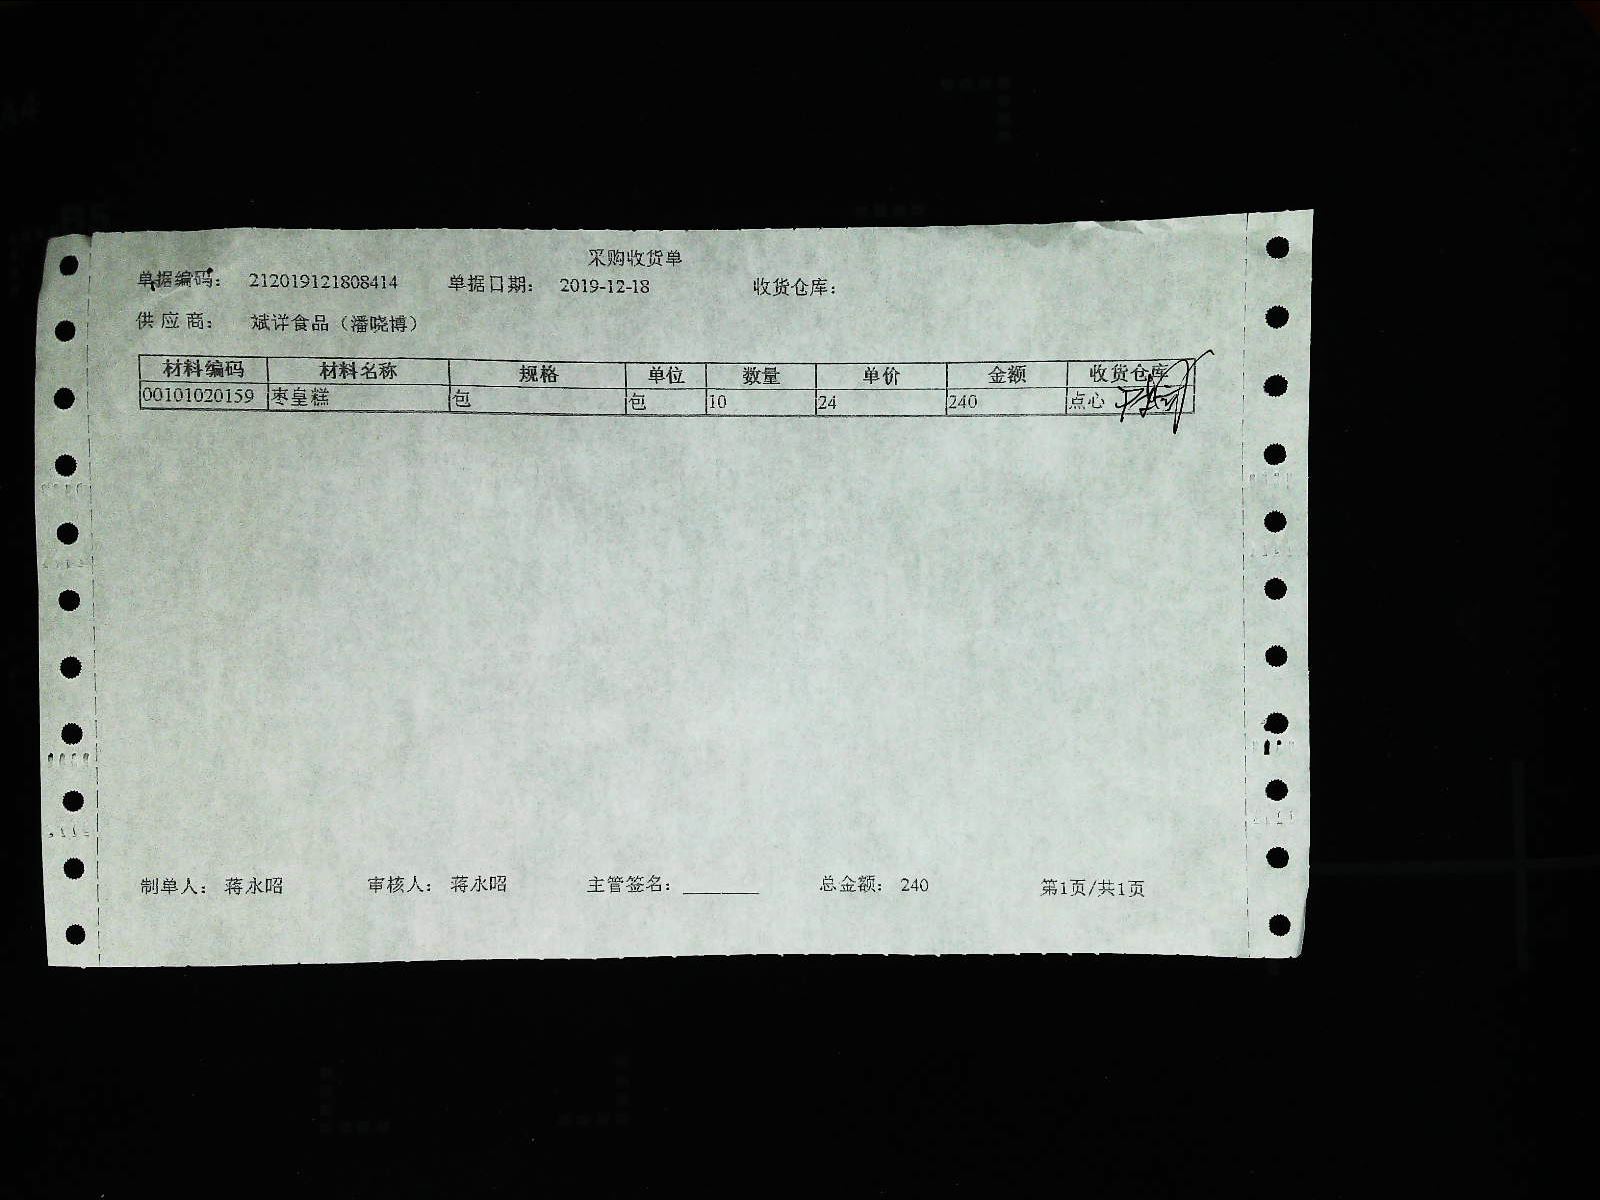 采购收货单
单据编码： 212019121808414 单据日期： 2019-12-18 收货仓库：
供应商： 斌详食品（潘晓博）
材料编码 材料名称 规格 单位 数量 单价 金额 收货仓库
00101020159 枣皇糕 包 包 10 24 240 点心
制单人： 蒋永昭 审核人： 蒋永昭 主管签名：________ 总金额： 240 第1页/共1页